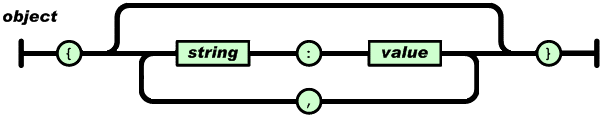 object
{ string : value }
,